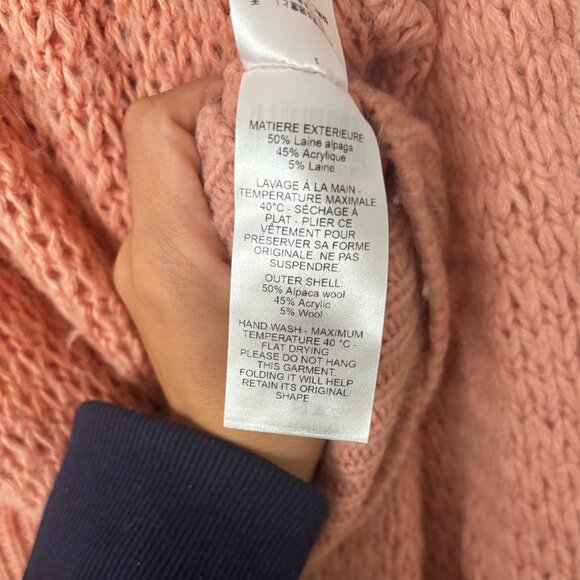 MATIERE EXTERIEURE
50% Laine alpaga
45% Acrylique
5% Laine
LAVAGE À LA MAIN -
TEMPERATURE MAXIMALE
40°C - SÉCHAGE À
PLAT - PLIER CE
VÊTEMENT POUR
PRÉSERVER SA FORME
ORIGINALE, NE PAS
SUSPENDRE.
OUTER SHELL
50% Alpaca wool
45% Acrylic
5% Wool
HAND WASH - MAXIMUM
TEMPERATURE 40 °C -
FLAT DRYING
PLEASE DO NOT HANG
THIS GARMENT.
FOLDING IT WILL HELP
RETAIN ITS ORIGINAL
SHAPE